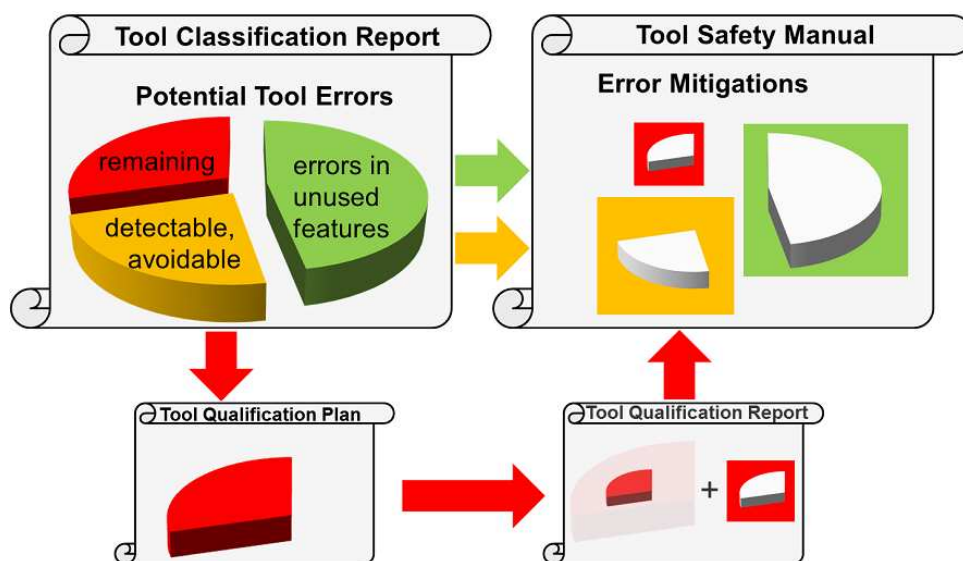 Tool Classification Report
Potential Tool Errors
remaining
errors in
unused
features
detectable,
avoidable
Tool Safety Manual
Error Mitigations
Tool Qualification Plan
Tool Qualification Report
+